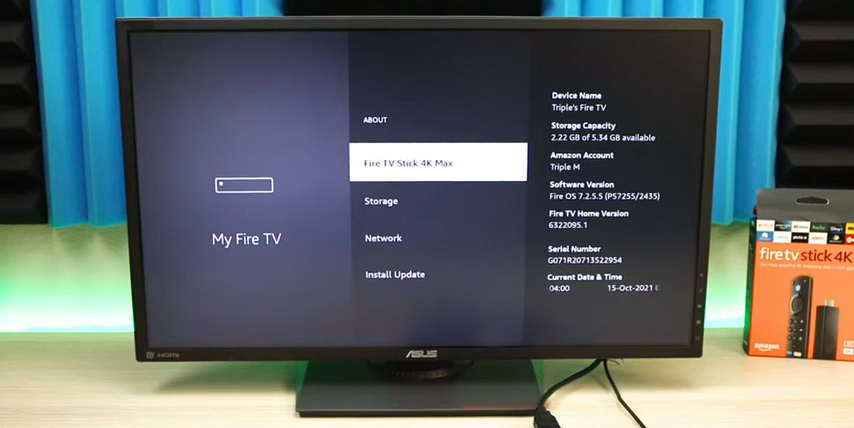 My Fire TV
ABOUT
Fire TV Stick 4K Max
Storage
Network
Install Update
Device Name
Triple's Fire TV
Storage Capacity
2.22 GB of 5.34 GB available
Amazon Account
Triple M
Software Version
Fire OS 7.2.5.5 (PS7255/2435)
Fire TV Home Version
6322095.1
Serial Number
G071R20713522954
Current Date & Time
04:00 15-Oct-2021
HDMI
ASUS
hulu
fire tv stick 4K
amazon